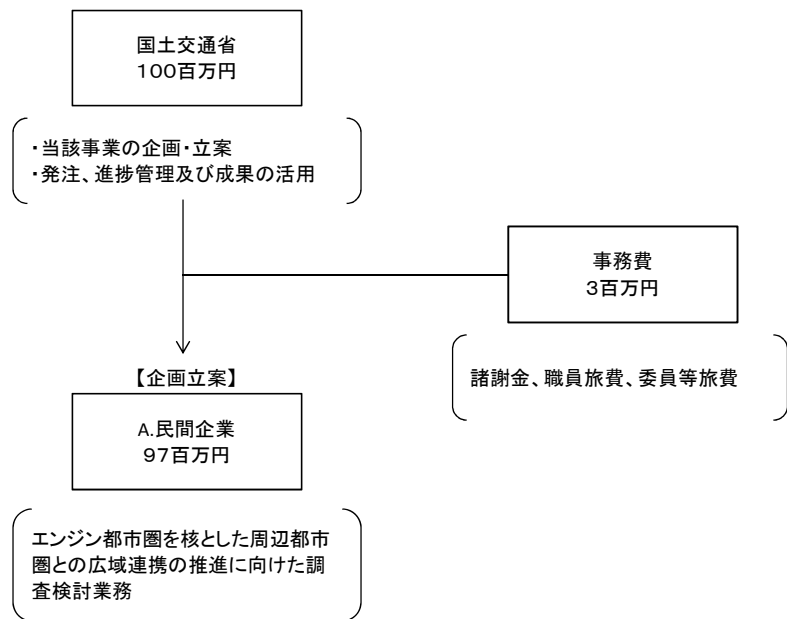 国土交通省
100百万円
・当該事業の企画・立案
・発注、進捗管理及び成果の活用
事務費
3百万円
諸謝金、職員旅費、委員等旅費
【企画立案】
A.民間企業
97百万円
エンジン都市圏を核とした周辺都市
圏との広域連携の推進に向けた調
査検討業務